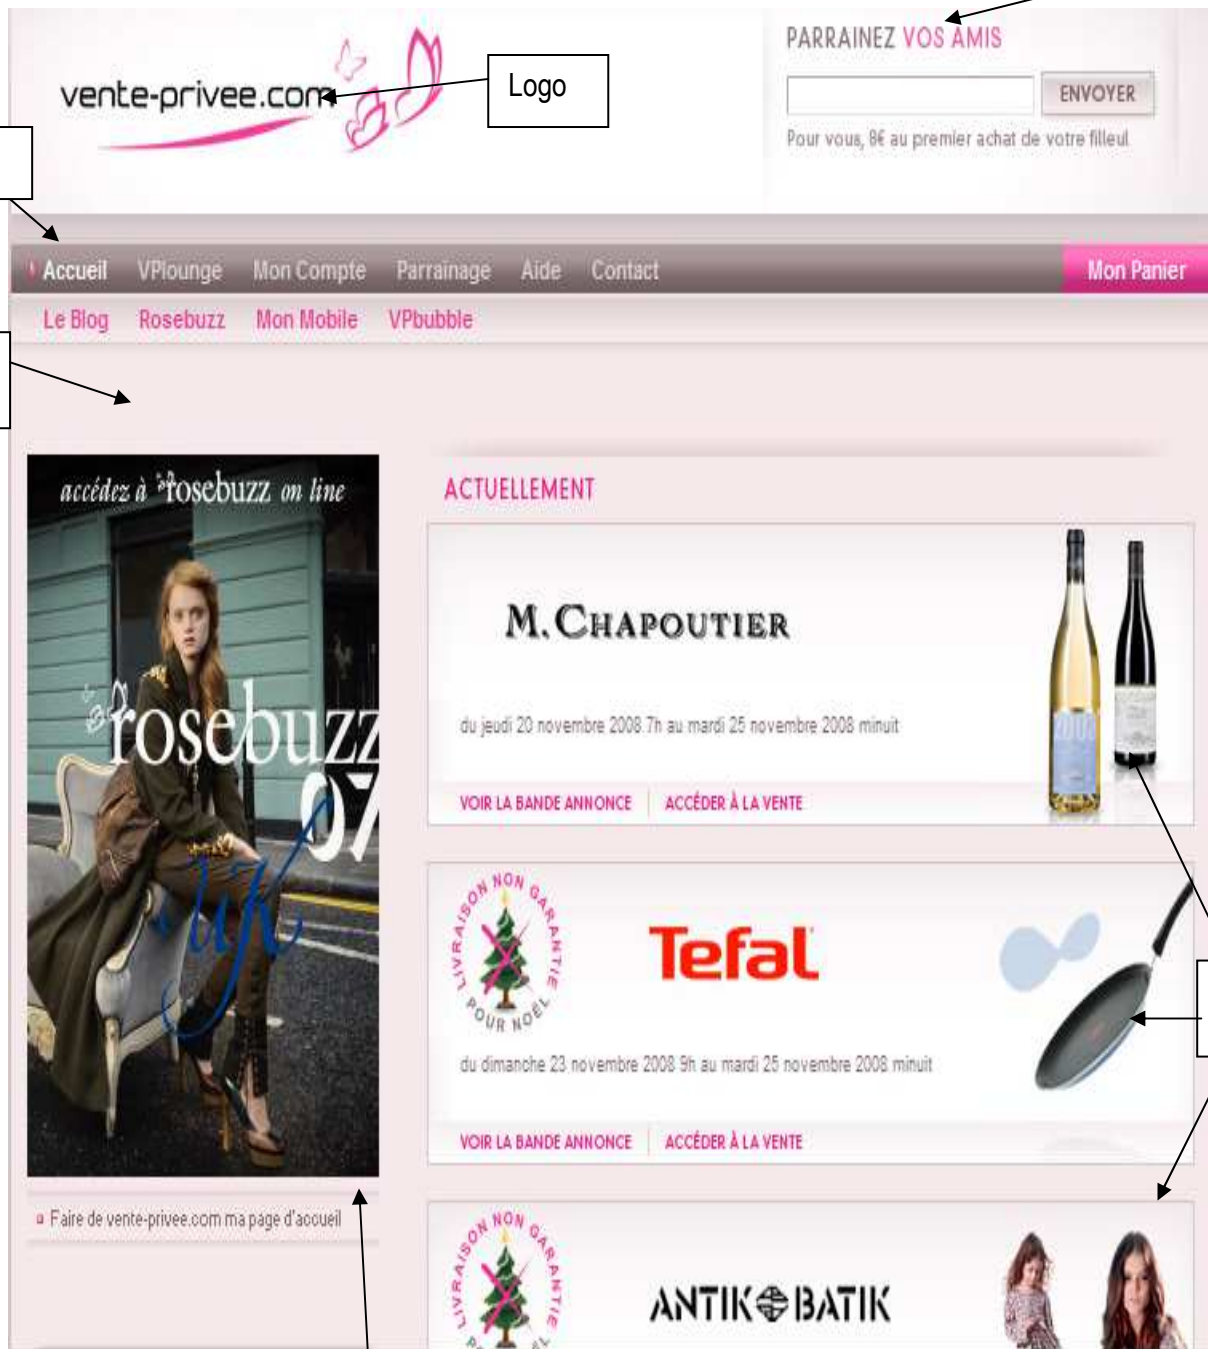 PARRAINEZ VOS AMIS
vente-privee.com
Logo
ENVOYER
Pour vous, 8€ au premier achat de votre filleul
Accueil VPlounge Mon Compte Parrainage Aide Contact Mon Panier
Le Blog Rosebuzz Mon Mobile VPbubble
accédez à rosebuzz on line
rosebuzz
07
uk
Faire de vente-privee.com ma page d'accueil
ACTUELLEMENT
M. CHAPOUTIER
du jeudi 20 novembre 2008 7h au mardi 25 novembre 2008 minuit
VOIR LA BANDE ANNONCE ACCÉDER À LA VENTE
LIVRAISON NON GARANTIE
POUR NOËL
Tefal
du dimanche 23 novembre 2008 9h au mardi 25 novembre 2008 minuit
VOIR LA BANDE ANNONCE ACCÉDER À LA VENTE
LIVRAISON NON GARANTIE
ANTIK BATIK